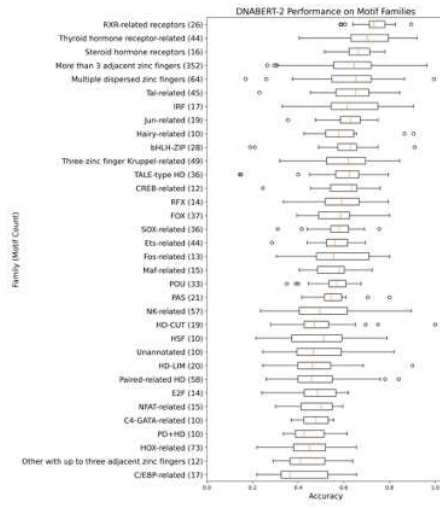 DNABERT-2 Performance on Motif Families
Family (Motif Count)
RXR-related receptors (26)
Thyroid hormone receptor-related (44)
Steroid hormone receptors (16)
More than 3 adjacent zinc fingers (352)
Multiple dispersed zinc fingers (64)
Tal-related (45)
IRF (17)
Jun-related (19)
Hairy-related (10)
bHLH-ZIP (28)
Three-zinc finger Kruppel-related (49)
TALE-type HD (36)
CREB-related (12)
RFX (14)
FOX (37)
SOX-related (36)
Ets-related (44)
Fos-related (13)
Maf-related (15)
POU (33)
PAS (21)
NK-related (57)
HD-CUT (19)
HSF (10)
Unannotated (10)
HD-LIM (20)
Paired-related HD (58)
E2F (14)
NFAT-related (15)
C4-GATA-related (10)
PD+HD (10)
HOX-related (73)
Other with up to three adjacent zinc fingers (12)
C/EBP-related (17)
0.0 0.2 0.4 0.6 0.8 1.0
Accuracy